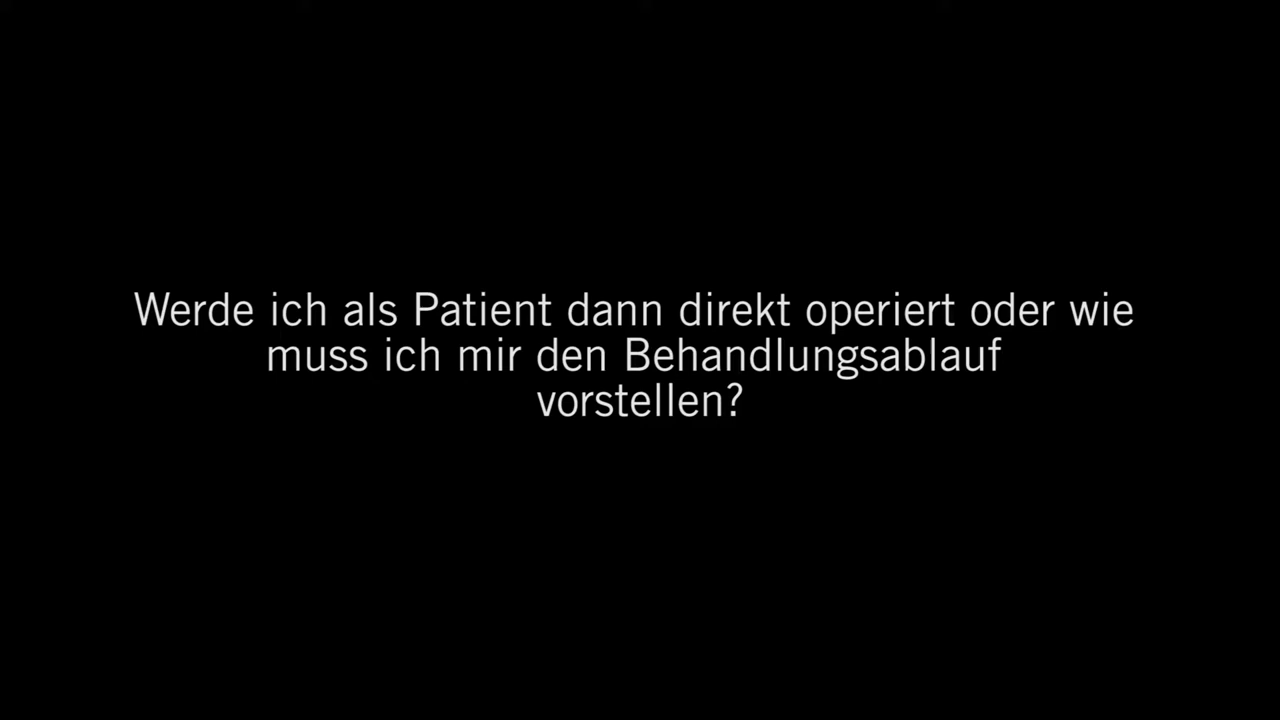 Werde ich als Patient dann direkt operiert oder wie
muss ich mir den Behandlungsablauf
vorstellen?